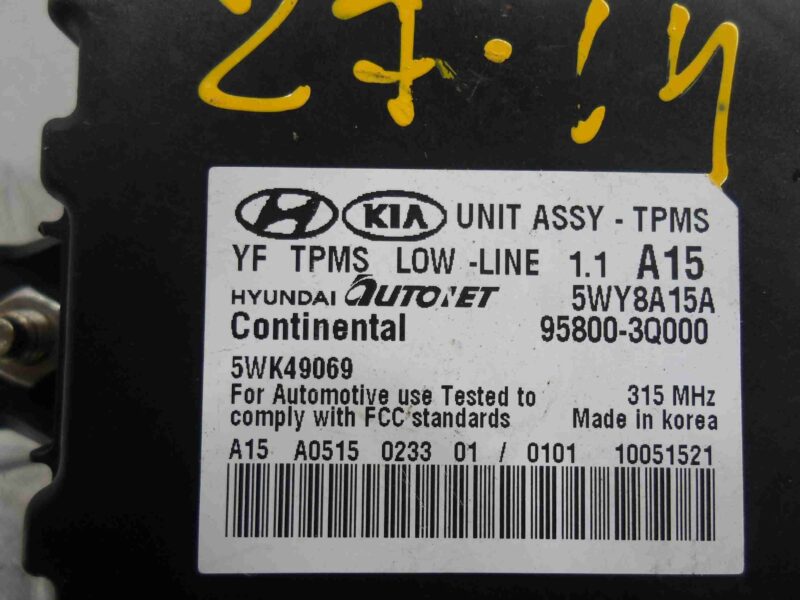 27.14
HYUNDAI KIA UNIT ASSY - TPMS
YF TPMS LOW -LINE 1.1 A15
HYUNDAI AUTONET 5WY8A15A
Continental 95800-3Q000
5WK49069
For Automotive use Tested to 315 MHz
comply with FCC standards Made in korea
A15 A0515 0233 01 / 0101 10051521